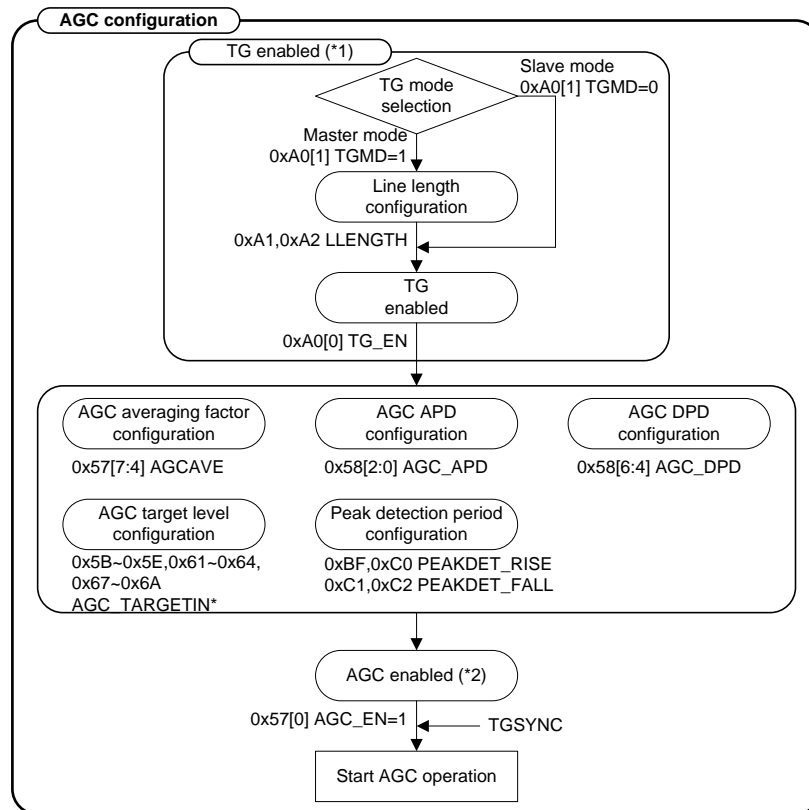 AGC configuration
TG enabled (*1)
TG mode
selection
Slave mode
0xA0[1] TGMD=0
Master mode
0xA0[1] TGMD=1
Line length
configuration
0xA1,0xA2 LLENGTH
TG
enabled
0xA0[0] TG_EN
AGC averaging factor
configuration
0x57[7:4] AGCAVE
AGC APD
configuration
0x58[2:0] AGC_APD
AGC DPD
configuration
0x58[6:4] AGC_DPD
AGC target level
configuration
0x5B~0x5E,0x61~0x64,
0x67~0x6A
AGC_TARGETIN*
Peak detection period
configuration
0xBF,0xC0 PEAKDET_RISE
0xC1,0xC2 PEAKDET_FALL
AGC enabled (*2)
0x57[0] AGC_EN=1
TGSYNC
Start AGC operation